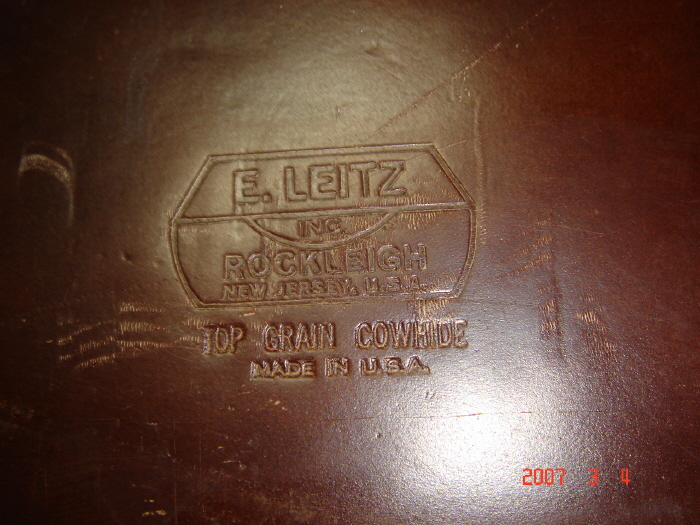 E. LEITZ
INC.
ROCKLEIGH
NEW JERSEY, U.S.A.
TOP GRAIN COWHIDE
MADE IN U.S.A.
2007 3 4